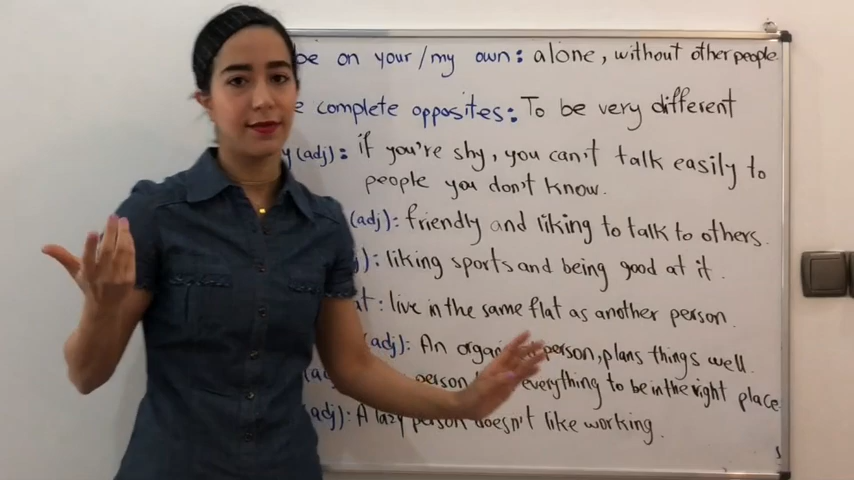 be on your/my own: alone, without other people
complete opposites: To be very different
(adj): if you're shy, you can't talk easily to
people you don't know.
(adj): friendly and liking to talk to others.
): liking sports and being good at it.
: live in the same flat as another person.
(adj): An person, plans things well.
person everything to be in the right place.
adj): A lazy person doesn't like working.